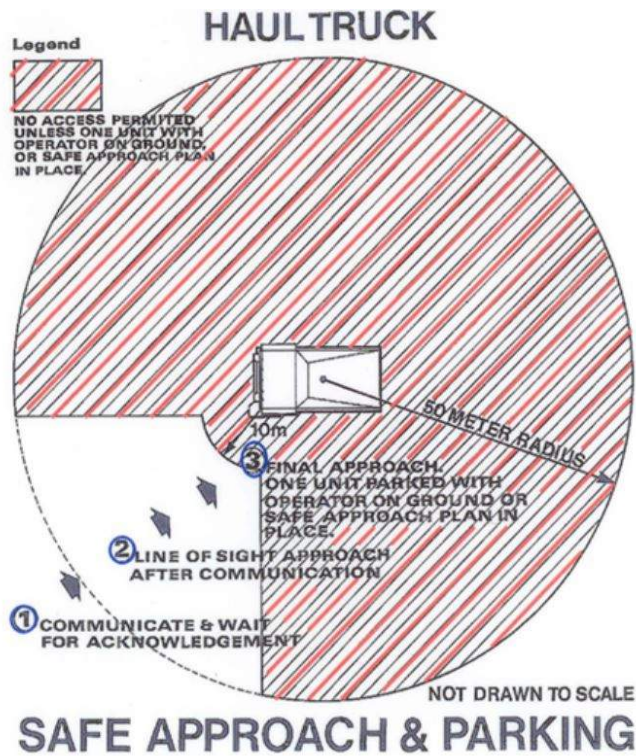 HAUL TRUCK
Legend
NO ACCESS PERMITTED
UNLESS ONE UNIT WITH
OPERATOR ON GROUND,
OR SAFE APPROACH PLAN
IN PLACE.
50 METER RADIUS
10m
3 FINAL APPROACH.
ONE UNIT PARKED WITH
OPERATOR ON GROUND OR
SAFE APPROACH PLAN IN
PLACE.
2 LINE OF SIGHT APPROACH
AFTER COMMUNICATION
1 COMMUNICATE & WAIT
FOR ACKNOWLEDGEMENT
NOT DRAWN TO SCALE
SAFE APPROACH & PARKING